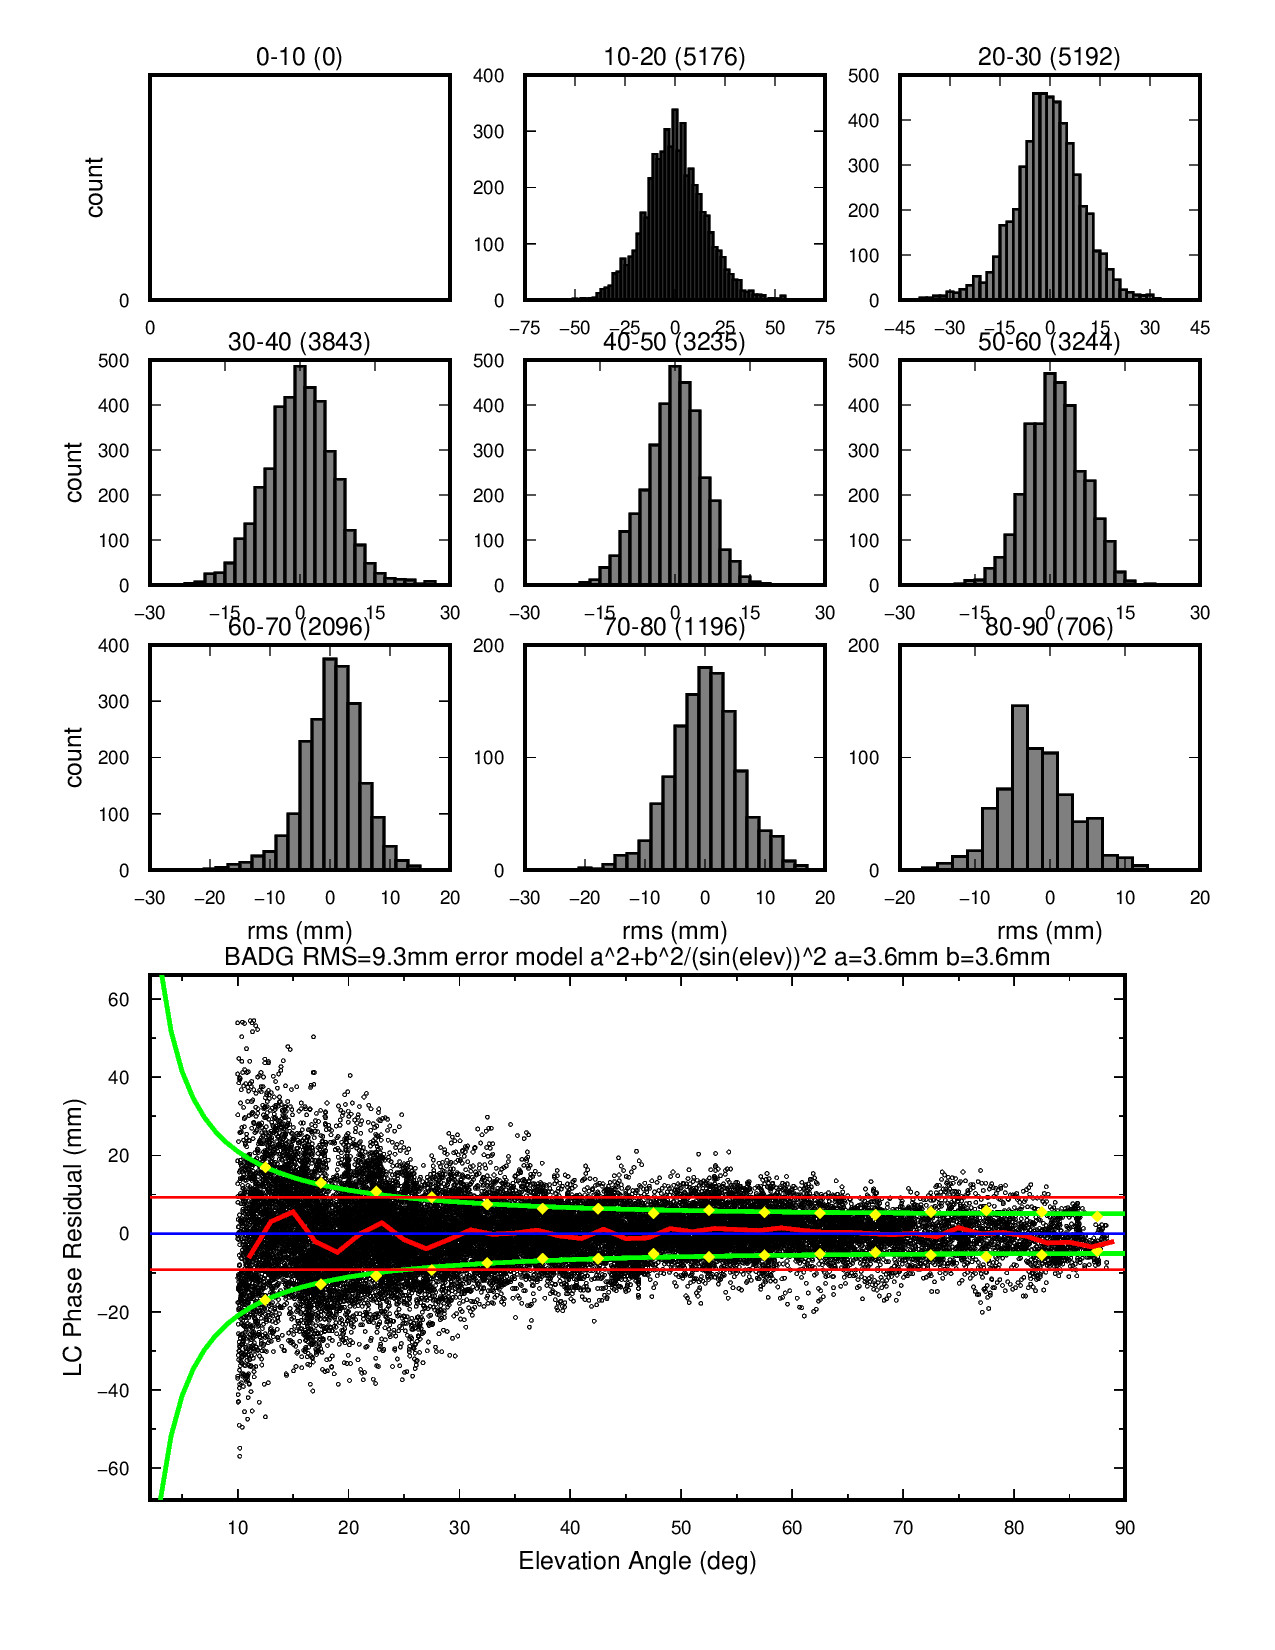 0-10 (0) 10-20 (5176) 20-30 (5192)
count
0
0
400
300
200
100
0
−75 −50 −25 0 25 50 75
500
400
300
200
100
0
−45 −30 −15 0 15 30 45
30-40 (3843) 40-50 (3235) 50-60 (3244)
count
500
400
300
200
100
0
−30 −15 0 15 30
500
400
300
200
100
0
−30 −15 0 15 30
500
400
300
200
100
0
−30 −15 0 15 30
60-70 (2096) 70-80 (1196) 80-90 (706)
count
400
300
200
100
0
−30 −20 −10 0 10 20
rms (mm)
200
100
0
−30 −20 −10 0 10 20
rms (mm)
200
100
0
−20 −10 0 10 20
rms (mm)
BADG RMS=9.3mm error model a^2+b^2/(sin(elev))^2 a=3.6mm b=3.6mm
LC Phase Residual (mm)
60
40
20
0
−20
−40
−60
10 20 30 40 50 60 70 80 90
Elevation Angle (deg)